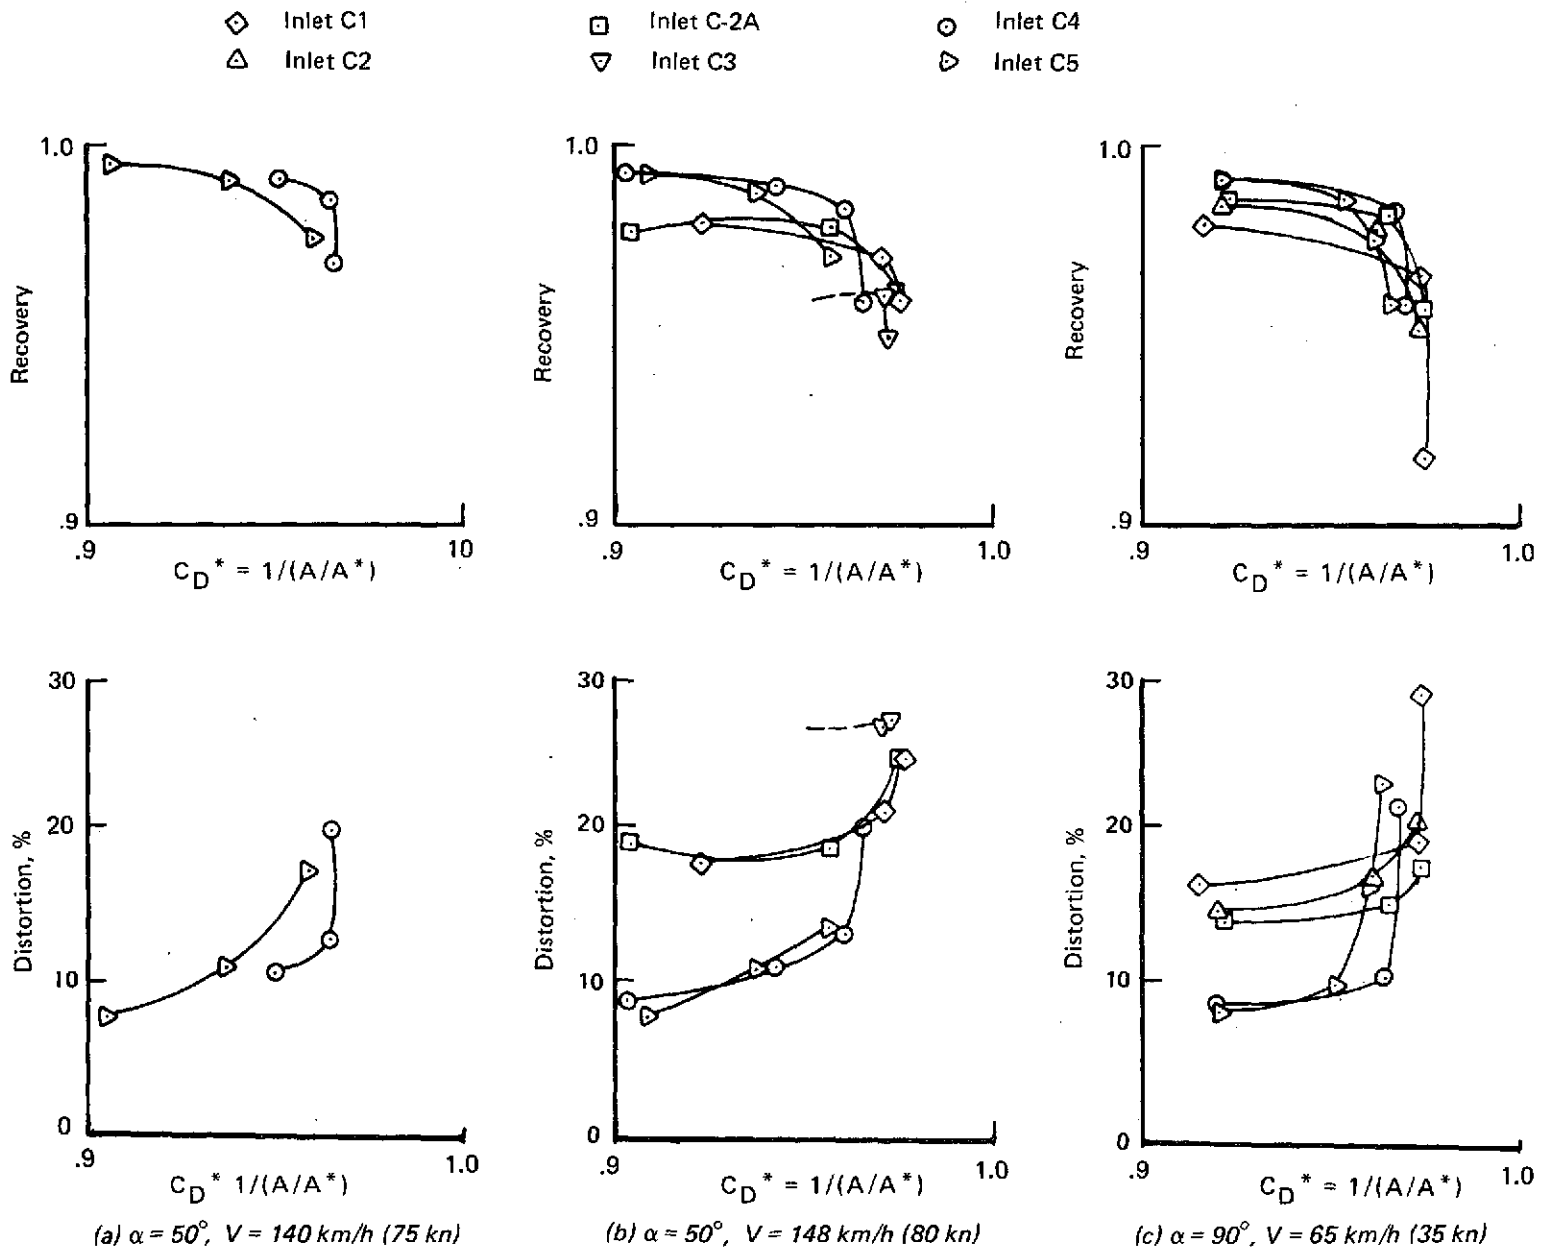 Inlet C1
Inlet C-2A
Inlet C4
Inlet C2
Inlet C3
Inlet C5
1.0
Recovery
.9
.9
10
C_D* = 1/(A/A*)
1.0
Recovery
.9
.9
1.0
C_D* = 1/(A/A*)
1.0
Recovery
.9
.9
1.0
C_D* = 1/(A/A*)
30
20
Distortion, %
10
0
.9
1.0
C_D* 1/(A/A*)
(a) α = 50°, V = 140 km/h (75 kn)
30
20
Distortion, %
10
0
.9
1.0
C_D* = 1/(A/A*)
(b) α = 50°, V = 148 km/h (80 kn)
30
20
Distortion, %
10
0
.9
1.0
C_D* = 1/(A/A*)
(c) α = 90°, V = 65 km/h (35 kn)